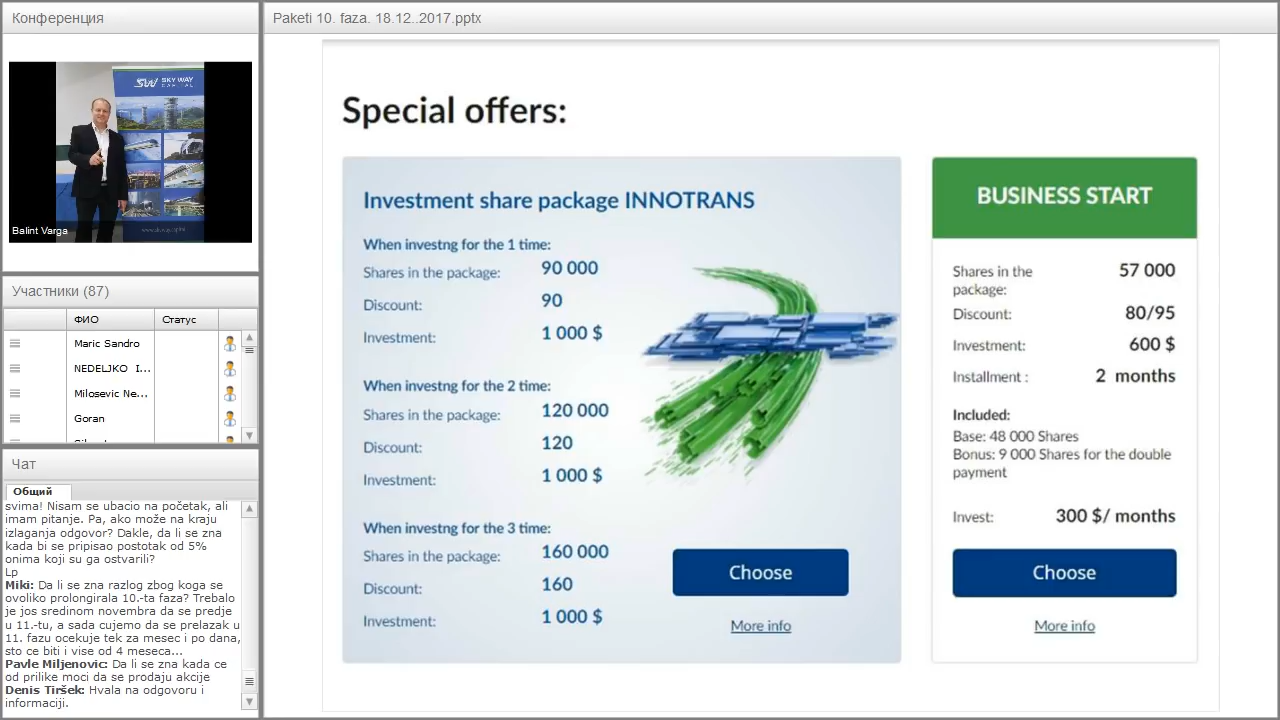 Конференция
SW SKY WAY
CAPITAL
Balint Varga
Участники (87)
ФИО
Статус
Maric Sandro
NEDELJKO I...
Milosevic Ne...
Goran
Чат
Общий
svima! Nisam se ubacio na početak, ali
imam pitanje. Pa, ako može na kraju
izlaganja odgovor? Dakle, da li se zna
kada bi se pripisao postotak od 5%
onima koji su ga ostvarili?
Lp
Miki: Da li se zna razlog zbog koga se
ovoliko prolongirala 10.-ta faza? Trebalo
je jos sredinom novembra da se predje
u 11.-tu, a sada cujemo da se prelazak u
11. fazu ocekuje tek za mesec i po dana,
sto ce biti i vise od 4 meseca...
Pavle Miljenovic: Da li se zna kada ce
od prilike moci da se prodaju akcije
Denis Tiršek: Hvala na odgovoru i
informaciji.
Paketi 10. faza. 18.12..2017.pptx
Special offers:
Investment share package INNOTRANS
When investng for the 1 time:
Shares in the package: 90 000
Discount: 90
Investment: 1 000 $
When investng for the 2 time:
Shares in the package: 120 000
Discount: 120
Investment: 1 000 $
When investng for the 3 time:
Shares in the package: 160 000
Discount: 160
Investment: 1 000 $
Choose
More info
BUSINESS START
Shares in the
package: 57 000
Discount: 80/95
Investment: 600 $
Installment : 2 months
Included:
Base: 48 000 Shares
Bonus: 9 000 Shares for the double
payment
Invest: 300 $/ months
Choose
More info